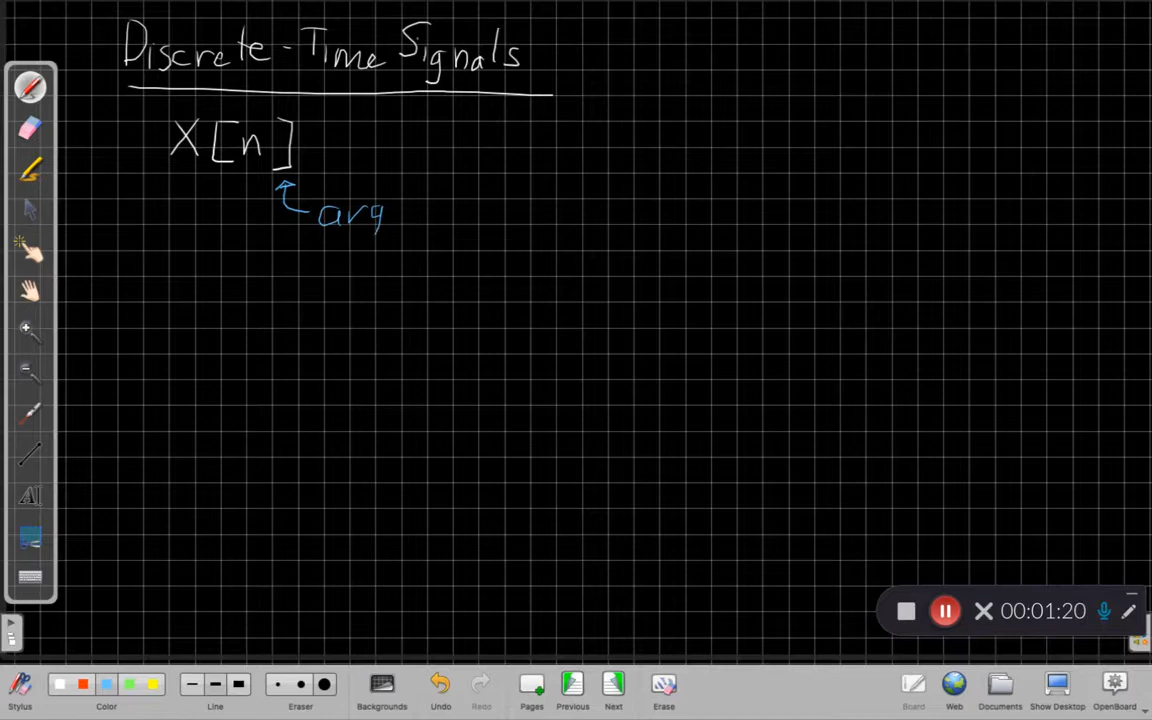 Discrete-Time Signals
X[n]
arg
00:01:20
Stylus
Color
Line
Eraser
Backgrounds
Undo
Redo
Pages
Previous
Next
Erase
Board
Web
Documents
Show Desktop
OpenBoard